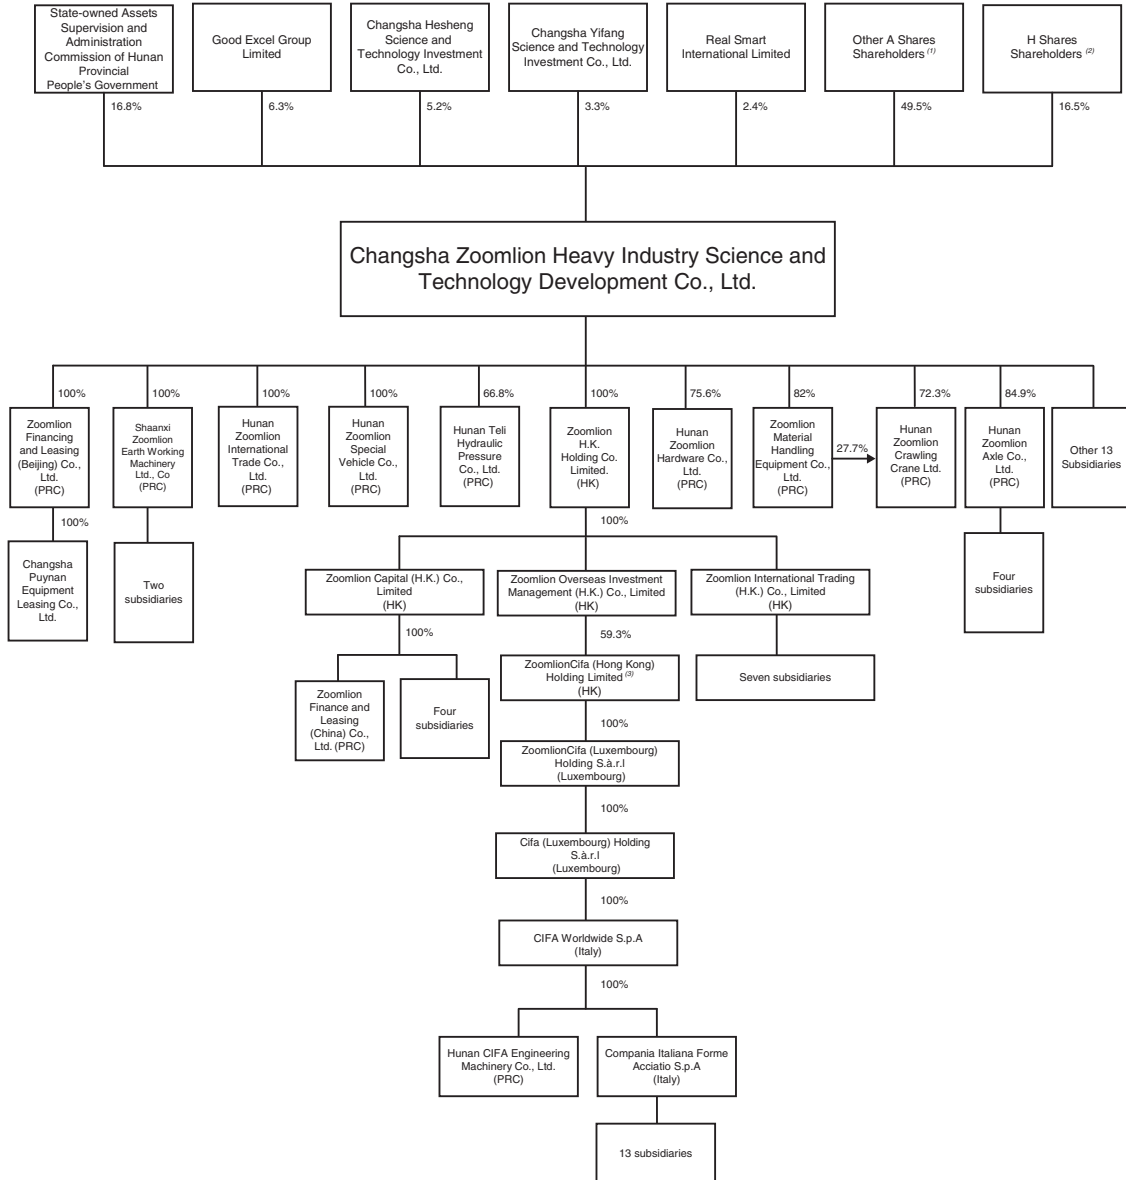 State-owned Assets
Supervision and
Administration
Commission of Hunan
Provincial
People's Government
Good Excel Group
Limited
Changsha Hesheng
Science and
Technology Investment
Co., Ltd.
Changsha Yifang
Science and Technology
Investment Co., Ltd.
Real Smart
International Limited
Other A Shares
Shareholders (1)
H Shares
Shareholders (2)
16.8%
6.3%
5.2%
3.3%
2.4%
49.5%
16.5%
Changsha Zoomlion Heavy Industry Science and
Technology Development Co., Ltd.
100%
100%
100%
100%
66.8%
100%
75.6%
82%
72.3%
84.9%
Zoomlion
Financing
and Leasing
(Beijing) Co.,
Ltd.
(PRC)
Shaanxi
Zoomlion
Earth Working
Machinery
Ltd., Co
(PRC)
Hunan
Zoomlion
International
Trade Co.,
Ltd.
(PRC)
Hunan
Zoomlion
Special
Vehicle Co.,
Ltd.
(PRC)
Hunan Teli
Hydraulic
Pressure
Co., Ltd.
(PRC)
Zoomlion
H.K.
Holding Co.
Limited.
(HK)
Hunan
Zoomlion
Hardware Co.,
Ltd.
(PRC)
Zoomlion
Material
Handling
Equipment Co.,
Ltd.
(PRC)
27.7%
Hunan
Zoomlion
Crawling
Crane Ltd.
(PRC)
Hunan
Zoomlion
Axle Co.,
Ltd.
(PRC)
Other 13
Subsidiaries
100%
100%
Changsha
Puynan
Equipment
Leasing Co.,
Ltd.
Two
subsidiaries
Four
subsidiaries
Zoomlion Capital (H.K.) Co.,
Limited
(HK)
Zoomlion Overseas Investment
Management (H.K.) Co., Limited
(HK)
Zoomlion International Trading
(H.K.) Co., Limited
(HK)
100%
59.3%
Zoomlion
Finance and
Leasing
(China) Co.,
Ltd. (PRC)
Four
subsidiaries
ZoomlionCifa (Hong Kong)
Holding Limited (3)
(HK)
Seven subsidiaries
100%
ZoomlionCifa (Luxembourg)
Holding S.à.r.l
(Luxembourg)
100%
Cifa (Luxembourg) Holding
S.à.r.l
(Luxembourg)
100%
CIFA Worldwide S.p.A
(Italy)
100%
Hunan CIFA Engineering
Machinery Co., Ltd.
(PRC)
Compania Italiana Forme
Acciatio S.p.A
(Italy)
13 subsidiaries